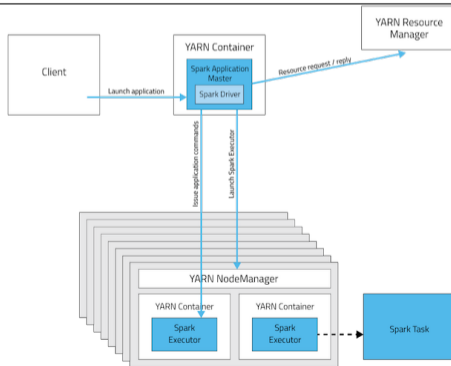 YARN Resource
Manager
YARN Container
Client
Spark Application
Master
Spark Driver
Resource request / reply
Launch application
Issue application commands
Launch Spark Executor
YARN NodeManager
YARN Container
YARN Container
Spark
Executor
Spark
Executor
Spark Task